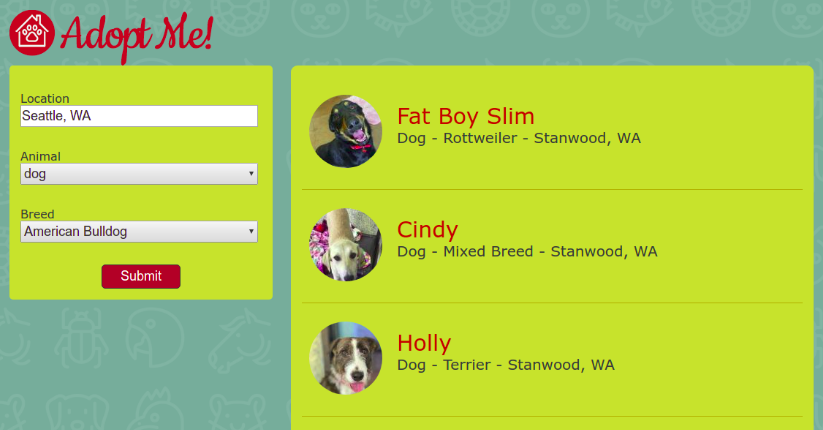 Adopt Me!
Location
Seattle, WA
Animal
dog
Breed
American Bulldog
Submit
Fat Boy Slim
Dog - Rottweiler - Stanwood, WA
Cindy
Dog - Mixed Breed - Stanwood, WA
Holly
Dog - Terrier - Stanwood, WA